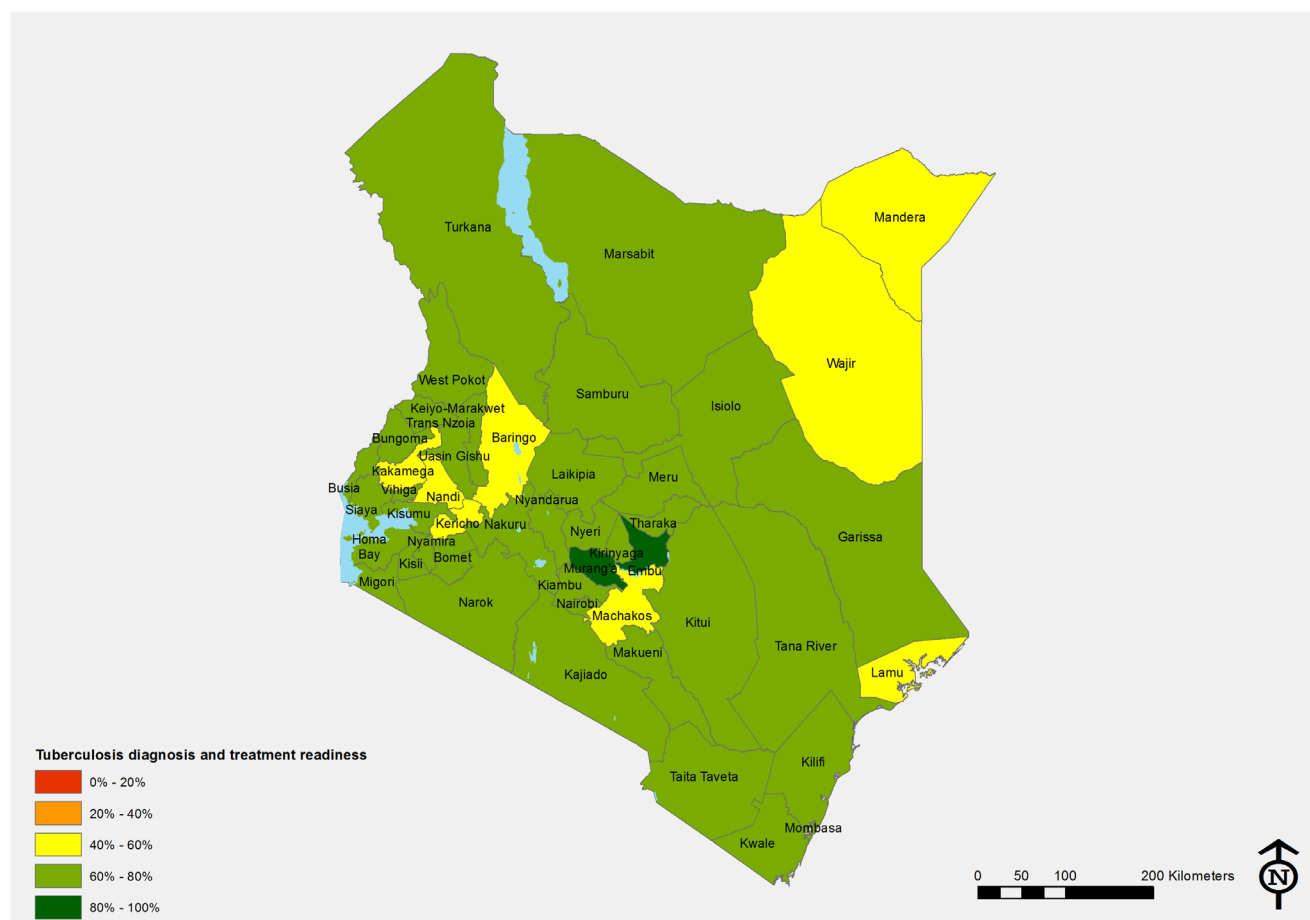 Turkana
Marsabit
Mandera
Wajir
West Pokot
Samburu
Isiolo
Keiyo-Marakwet
Trans Nzoia
Bungoma
Baringo
Uasin Gishu
Kakamega
Laikipia
Meru
Busia
Vihiga
Nandi
Nyandarua
Siaya
Kisumu
Kericho
Nakuru
Nyeri
Tharaka
Garissa
Homa
Bay
Nyamira
Kirinyaga
Kisii
Bomet
Murang'a
Embu
Migori
Kiambu
Narok
Nairobi
Machakos
Kitui
Makueni
Tana River
Kajiado
Lamu
Taita Taveta
Kilifi
Mombasa
Kwale
Tuberculosis diagnosis and treatment readiness
0% - 20%
20% - 40%
40% - 60%
60% - 80%
80% - 100%
0 50 100 200 Kilometers
N